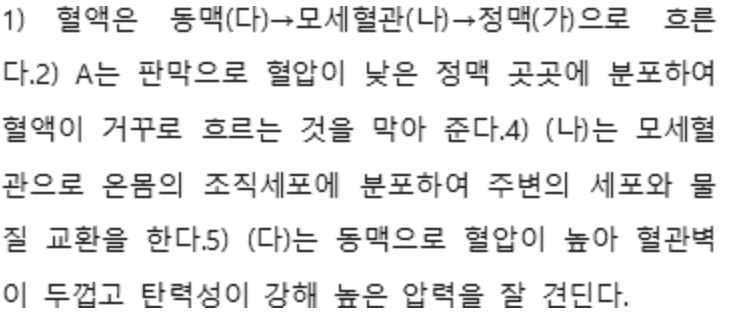 1) 혈액은 동맥(다)→모세혈관(나)→정맥(가)으로 흐른
다.2) A는 판막으로 혈압이 낮은 정맥 곳곳에 분포하여
혈액이 거꾸로 흐르는 것을 막아 준다.4) (나)는 모세혈
관으로 온몸의 조직세포에 분포하여 주변의 세포와 물
질 교환을 한다.5) (다)는 동맥으로 혈압이 높아 혈관벽
이 두껍고 탄력성이 강해 높은 압력을 잘 견딘다.